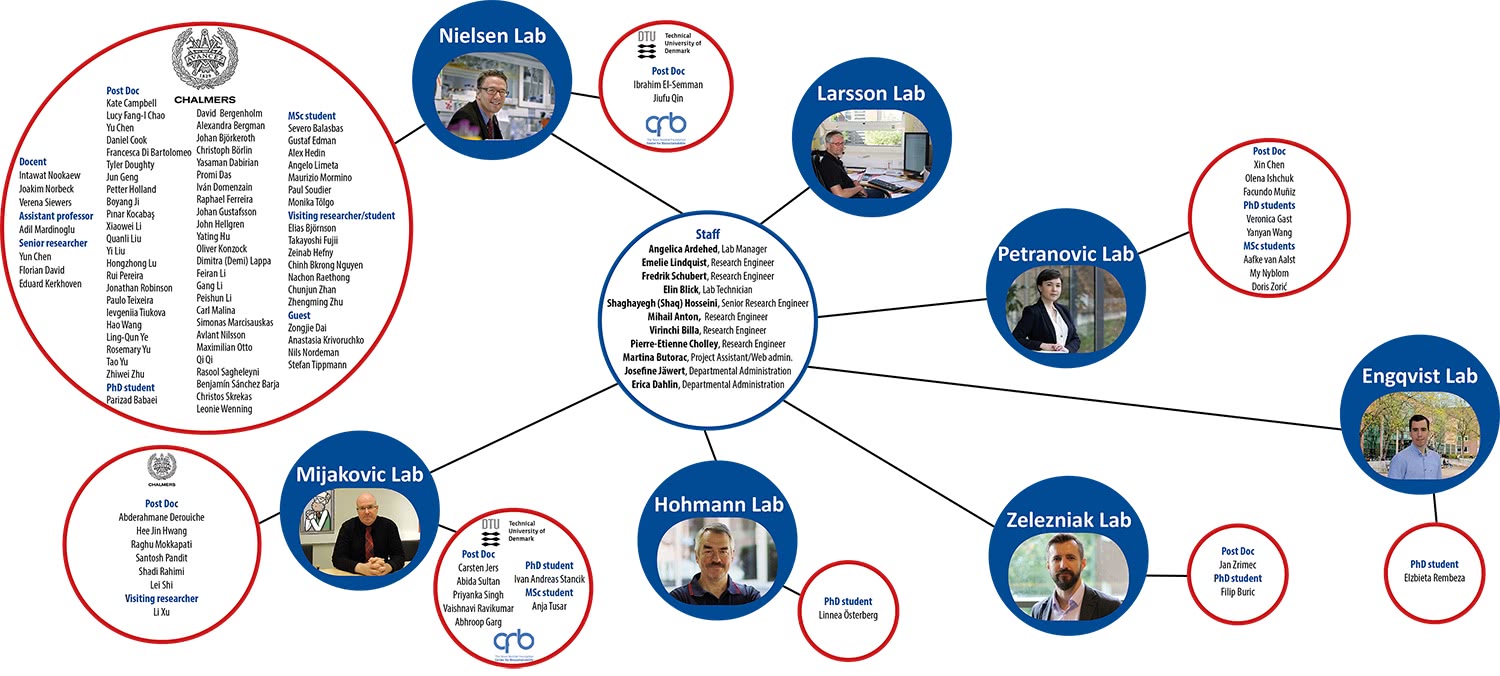 AVANCEZ
1829
CHALMERS
Docent
Intawat Nookaew
Joakim Norbeck
Verena Siewers
Assistant professor
Adil Mardinoglu
Senior researcher
Yun Chen
Florian David
Eduard Kerkhoven
Post Doc
Kate Campbell
Lucy Fang-I Chao
Yu Chen
Daniel Cook
Francesca Di Bartolomeo
Tyler Doughty
Jun Geng
Petter Holland
Boyang Ji
Pınar Kocabaş
Xiaowei Li
Quanli Liu
Yi Liu
Hongzhong Lu
Rui Pereira
Jonathan Robinson
Paulo Teixeira
Ievgeniia Tiukova
Hao Wang
Ling-Qun Ye
Rosemary Yu
Tao Yu
Zhiwei Zhu
PhD student
Parizad Babaei
David Bergenholm
Alexandra Bergman
Johan Björkeroth
Christoph Börlin
Yasaman Dabirian
Promi Das
Iván Domenzain
Raphael Ferreira
Johan Gustafsson
John Hellgren
Yating Hu
Oliver Konzock
Dimitra (Demi) Lappa
Feiran Li
Gang Li
Peishun Li
Carl Malina
Simonas Marcisauskas
Avlant Nilsson
Maximilian Otto
Qi Qi
Rasool Sagheleyni
Benjamín Sánchez Barja
Christos Skrekas
Leonie Wenning
MSc student
Severo Balasbas
Gustaf Edman
Alex Hedin
Angelo Limeta
Maurizio Mormino
Paul Soudier
Monika Tõlgo
Visiting researcher/student
Elias Björnson
Takayoshi Fujii
Zeinab Hefny
Chinh Bkrong Nguyen
Nachon Raethong
Chunjun Zhan
Zhengming Zhu
Guest
Zongjie Dai
Anastasia Krivoruchko
Nils Nordeman
Stefan Tippmann
Nielsen Lab
DTU
Technical
University of
Denmark
Post Doc
Ibrahim El-Semman
Jiufu Qin
cfb
Larsson Lab
Petranovic Lab
Post Doc
Xin Chen
Olena Ishchuk
Facundo Muñiz
PhD students
Veronica Gast
Yanyan Wang
MSc students
Aafke van Aalst
My Nyblom
Doris Zorić
Staff
Angelica Ardehed, Lab Manager
Emelie Lindquist, Research Engineer
Fredrik Schubert, Research Engineer
Elin Blick, Lab Technician
Shaghayegh (Shaq) Hosseini, Senior Research Engineer
Mihail Anton, Research Engineer
Virinchi Billa, Research Engineer
Pierre-Etienne Cholley, Research Engineer
Martina Butorac, Project Assistant/Web admin.
Josefine Jäwert, Departmental Administration
Erica Dahlin, Departmental Administration
Engqvist Lab
PhD student
Elzbieta Rembeza
Mijakovic Lab
CHALMERS
Post Doc
Abderahmane Derouiche
Hee Jin Hwang
Raghu Mokkapati
Santosh Pandit
Shadi Rahimi
Lei Shi
Visiting researcher
Li Xu
DTU
Technical
University of
Denmark
Post Doc
Carsten Jers
Abida Sultan
Priyanka Singh
Vaishnavi Ravikumar
Abhroop Garg
PhD student
Ivan Andreas Stancik
MSc student
Anja Tusar
cfb
Hohmann Lab
PhD student
Linnea Österberg
Zelezniak Lab
Post Doc
Jan Zrimec
PhD student
Filip Buric